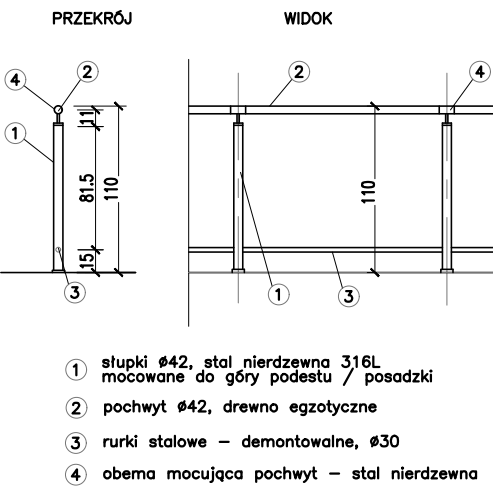 PRZEKRÓJ
WIDOK
4
2
2
4
1
11
81.5
110
110
15
3
1
3
1 słupki ø42, stal nierdzewna 316L
mocowane do góry podestu / posadzki
2 pochwyt ø42, drewno egzotyczne
3 rurki stalowe – demontowalne, ø30
4 obema mocująca pochwyt – stal nierdzewna